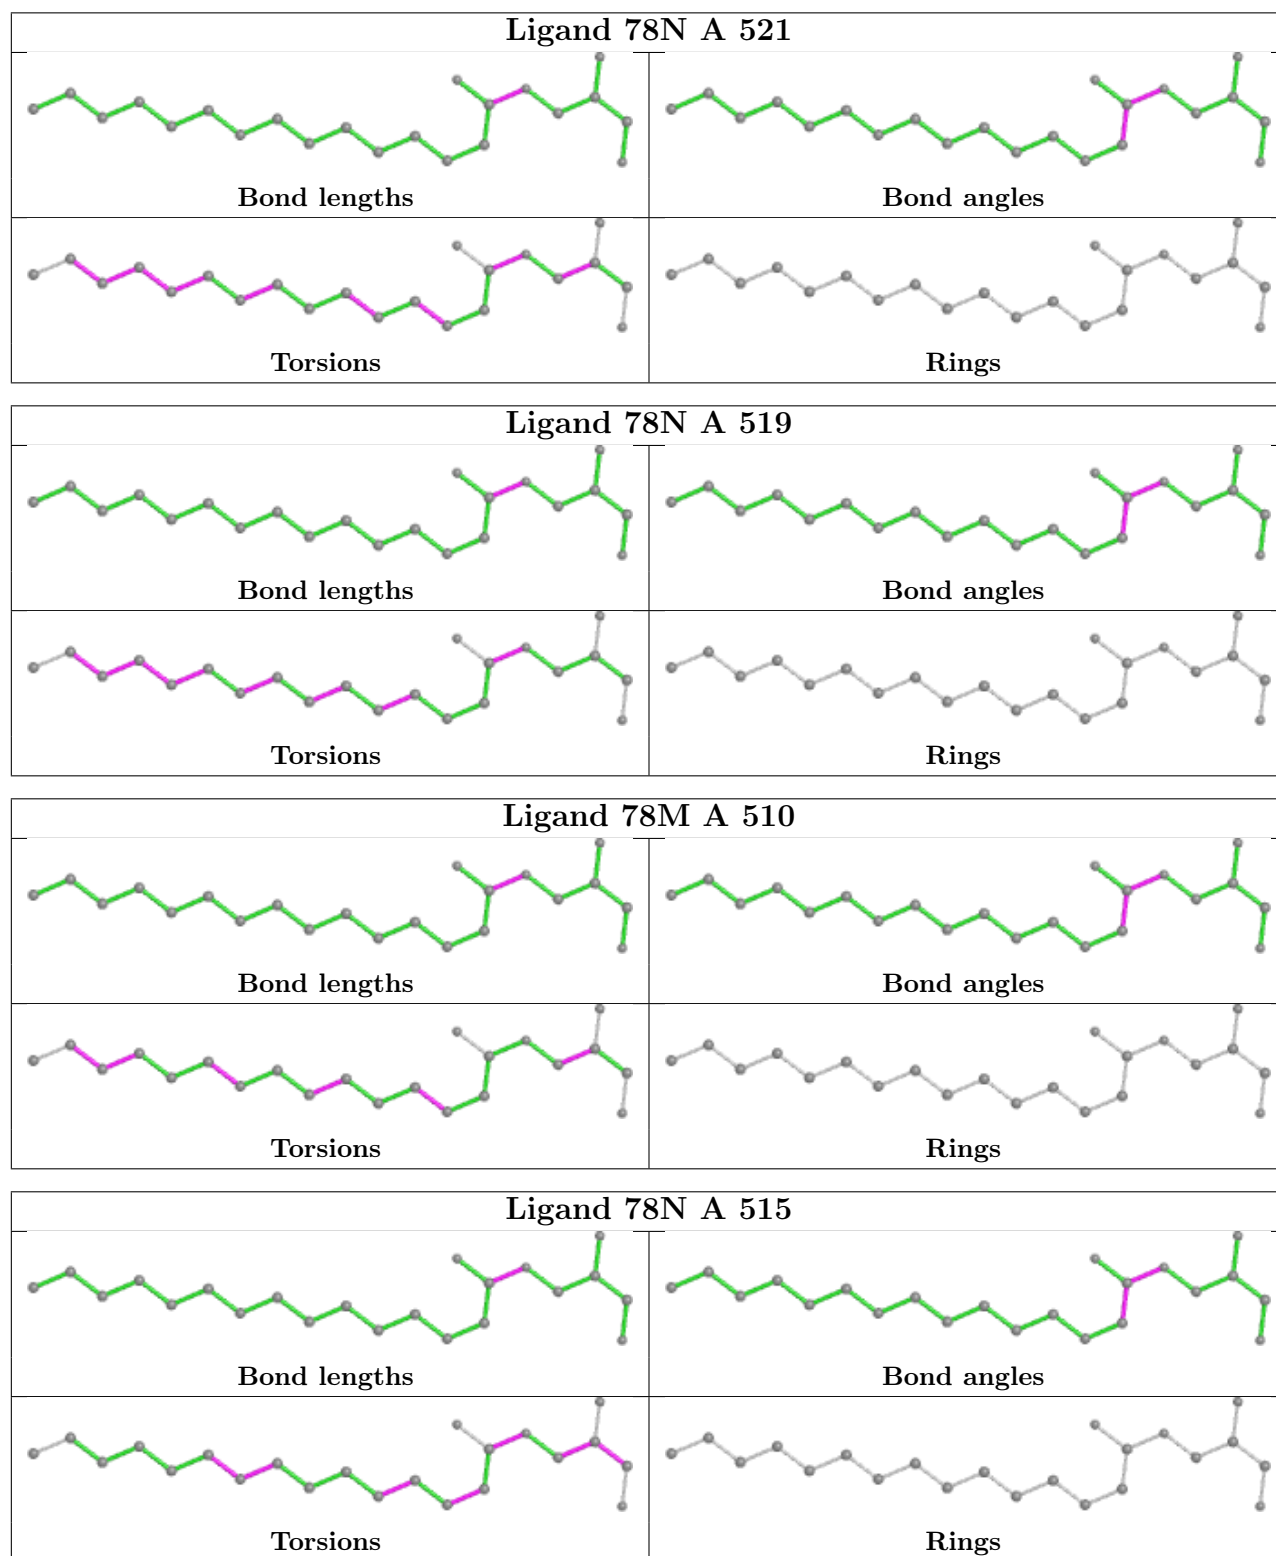 Ligand 78N A 521
Bond lengths
Bond angles
Torsions
Rings
Ligand 78N A 519
Bond lengths
Bond angles
Torsions
Rings
Ligand 78M A 510
Bond lengths
Bond angles
Torsions
Rings
Ligand 78N A 515
Bond lengths
Bond angles
Torsions
Rings